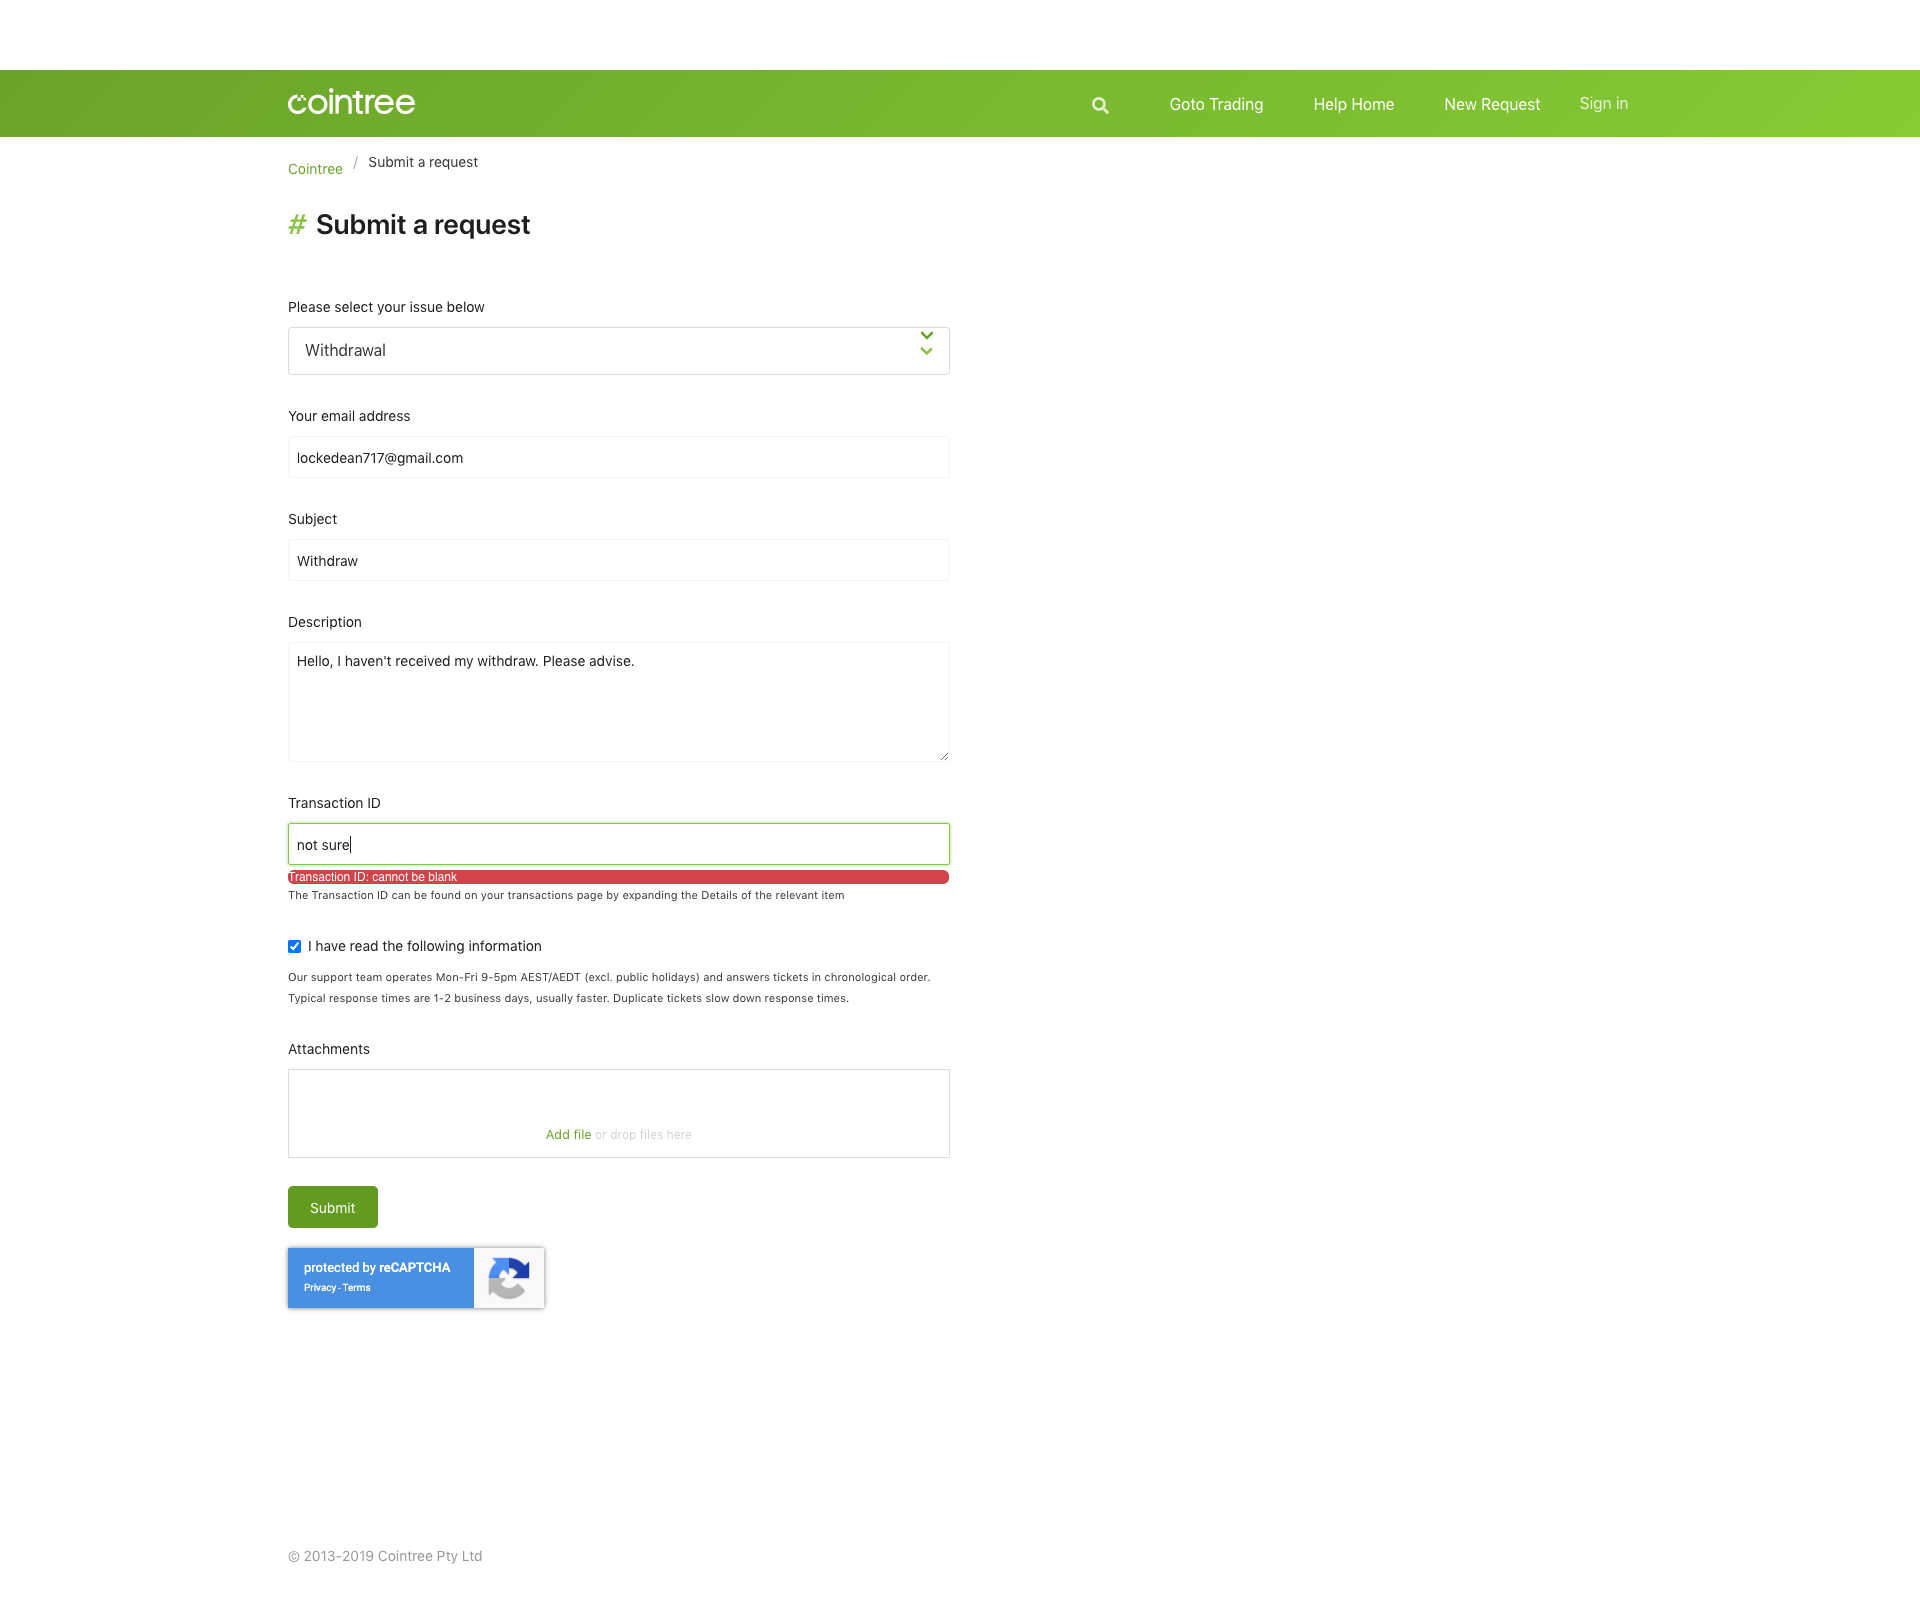 cointree
Goto Trading
Help Home
New Request
Sign in
Cointree / Submit a request
# Submit a request
Please select your issue below
Withdrawal
Your email address
lockedean717@gmail.com
Subject
Withdraw
Description
Hello, I haven't received my withdraw. Please advise.
Transaction ID
not sure
Transaction ID: cannot be blank
The Transaction ID can be found on your transactions page by expanding the Details of the relevant item
I have read the following information
Our support team operates Mon-Fri 9-5pm AEST/AEDT (excl. public holidays) and answers tickets in chronological order.
Typical response times are 1-2 business days, usually faster. Duplicate tickets slow down response times.
Attachments
Add file or drop files here
Submit
protected by reCAPTCHA
Privacy - Terms
© 2013-2019 Cointree Pty Ltd